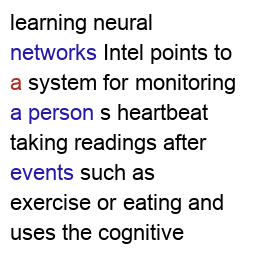 learning neural
networks Intel points to
a system for monitoring
a person s heartbeat
taking readings after
events such as
exercise or eating and
uses the cognitive